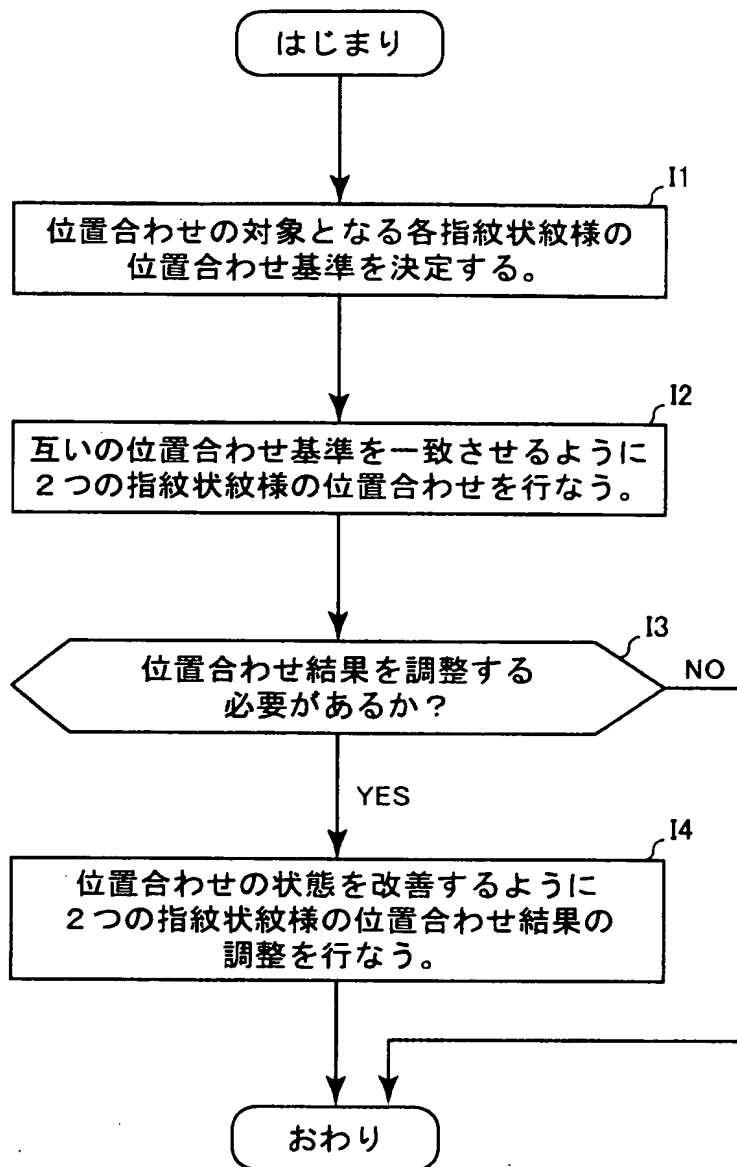 はじまり
I1
位置合わせの対象となる各指紋状紋様の
位置合わせ基準を決定する。
I2
互いの位置合わせ基準を一致させるように
２つの指紋状紋様の位置合わせを行なう。
I3
位置合わせ結果を調整する
必要があるか？
NO
YES
I4
位置合わせの状態を改善するように
２つの指紋状紋様の位置合わせ結果の
調整を行なう。
おわり